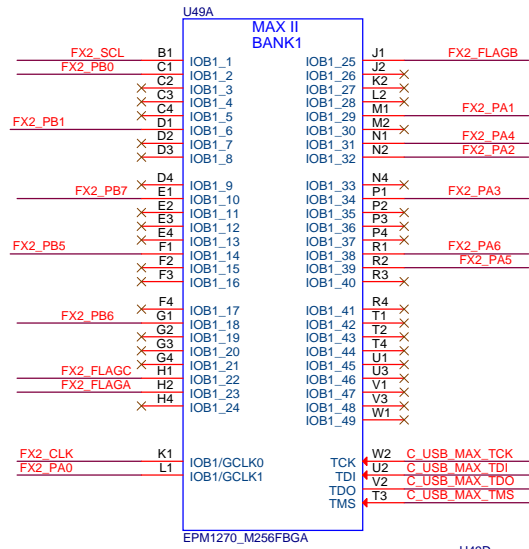 U49A
MAX II
BANK1
FX2_SCL B1 IOB1_1 IOB1_25 J1 FX2_FLAGB
FX2_PB0 C1 IOB1_2 IOB1_26 J2
C2 IOB1_3 IOB1_27 K2
C3 IOB1_4 IOB1_28 L2
C4 IOB1_5 IOB1_29 M1 FX2_PA1
FX2_PB1 D1 IOB1_6 IOB1_30 M2
D2 IOB1_7 IOB1_31 N1 FX2_PA4
D3 IOB1_8 IOB1_32 N2 FX2_PA2
D4 IOB1_9 IOB1_33 N4
FX2_PB7 E1 IOB1_10 IOB1_34 P1 FX2_PA3
E2 IOB1_11 IOB1_35 P2
E3 IOB1_12 IOB1_36 P3
E4 IOB1_13 IOB1_37 P4
FX2_PB5 F1 IOB1_14 IOB1_38 R1 FX2_PA6
F2 IOB1_15 IOB1_39 R2 FX2_PA5
F3 IOB1_16 IOB1_40 R3
F4 IOB1_17 IOB1_41 R4
FX2_PB6 G1 IOB1_18 IOB1_42 T1
G2 IOB1_19 IOB1_43 T2
G3 IOB1_20 IOB1_44 T4
G4 IOB1_21 IOB1_45 U1
FX2_FLAGC H1 IOB1_22 IOB1_46 U3
FX2_FLAGA H2 IOB1_23 IOB1_47 V1
H4 IOB1_24 IOB1_48 V3
IOB1_49 W1
FX2_CLK K1 IOB1/GCLK0 TCK W2 C_USB_MAX_TCK
FX2_PA0 L1 IOB1/GCLK1 TDI U2 C_USB_MAX_TDI
TDO V2 C_USB_MAX_TDO
TMS T3 C_USB_MAX_TMS
EPM1270_M256FBGA